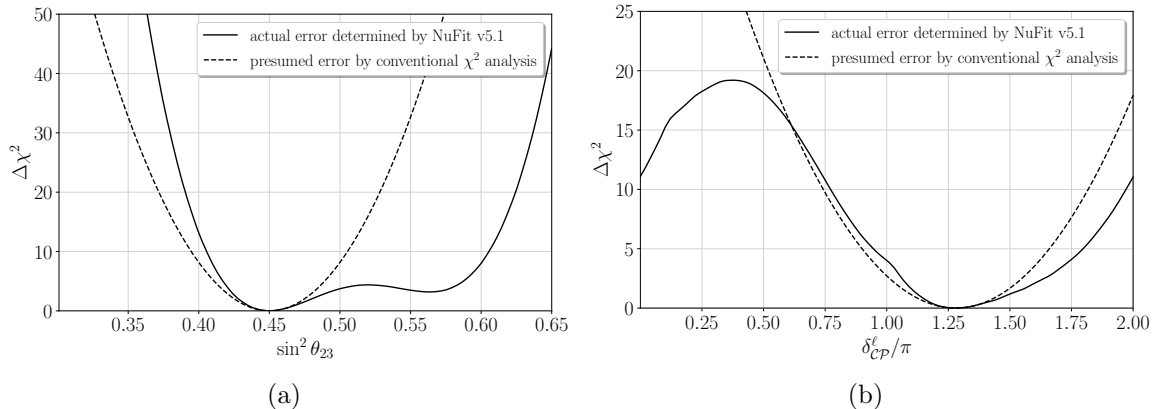 50
40
30
20
10
0
Δχ²
0.35 0.40 0.45 0.50 0.55 0.60 0.65
sin² θ₂₃
actual error determined by NuFit v5.1
presumed error by conventional χ² analysis
(a)
25
20
15
10
5
0
Δχ²
0.25 0.50 0.75 1.00 1.25 1.50 1.75 2.00
δ^ℓ_𝒞𝒫/π
actual error determined by NuFit v5.1
presumed error by conventional χ² analysis
(b)